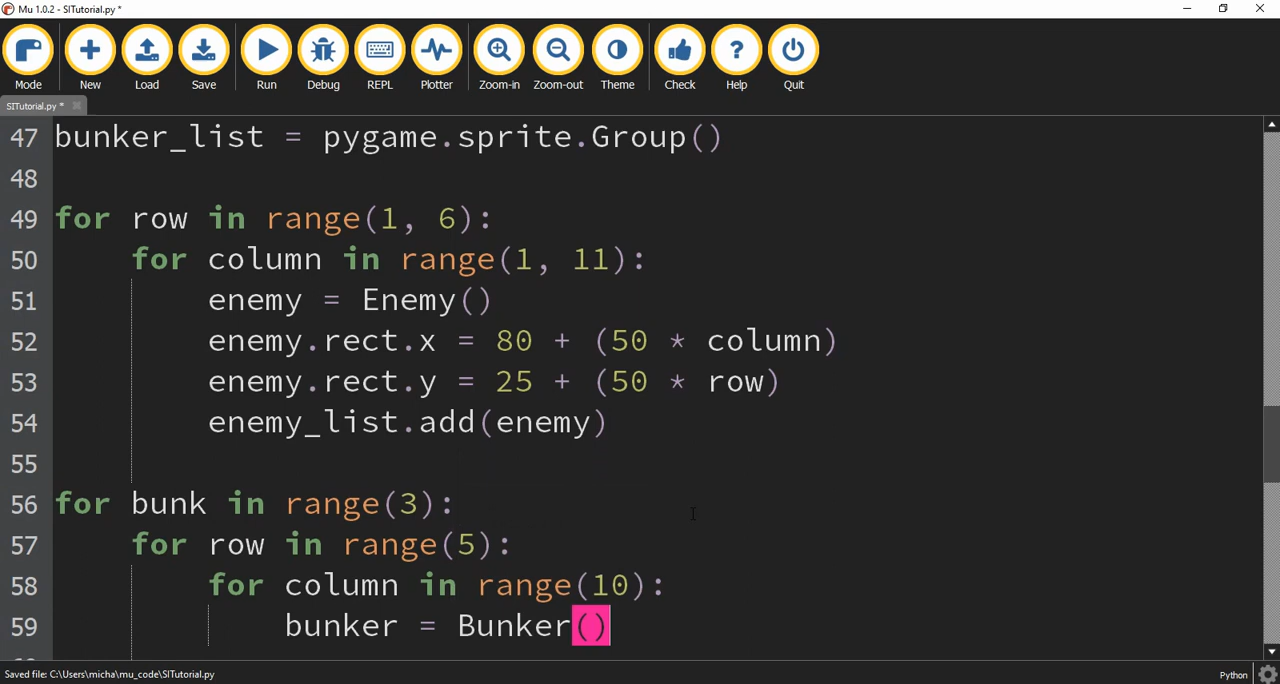 Mu 1.0.2 - SITutorial.py *
Mode New Load Save Run Debug REPL Plotter Zoom-in Zoom-out Theme Check Help Quit
SITutorial.py *
47 bunker_list = pygame.sprite.Group()
48
49 for row in range(1, 6):
50 for column in range(1, 11):
51 enemy = Enemy()
52 enemy.rect.x = 80 + (50 * column)
53 enemy.rect.y = 25 + (50 * row)
54 enemy_list.add(enemy)
55
56 for bunk in range(3):
57 for row in range(5):
58 for column in range(10):
59 bunker = Bunker()
Saved file: C:\Users\micha\mu_code\SITutorial.py
Python